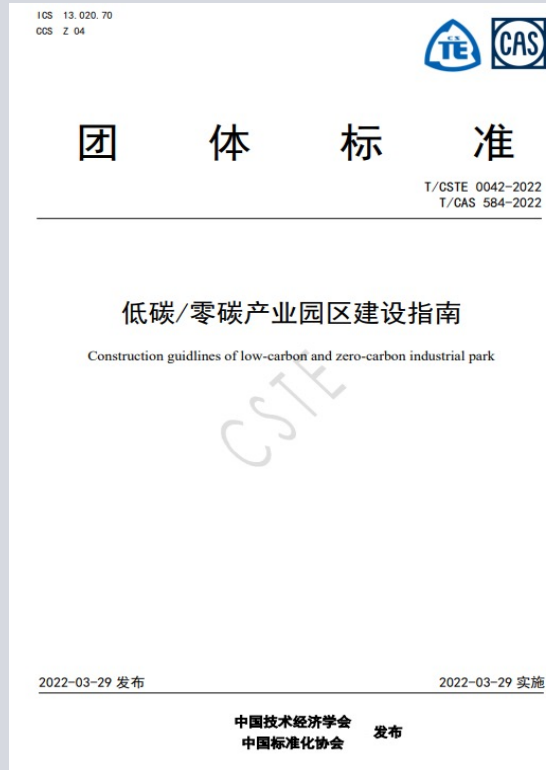 ICS 13.020.70
CCS Z 04
CX
TE
CAS
团 体 标 准
T/CSTE 0042-2022
T/CAS 584-2022
低碳/零碳产业园区建设指南
Construction guidlines of low-carbon and zero-carbon industrial park
CSTE
2022-03-29 发布
2022-03-29 实施
中国技术经济学会
中国标准化协会
发布